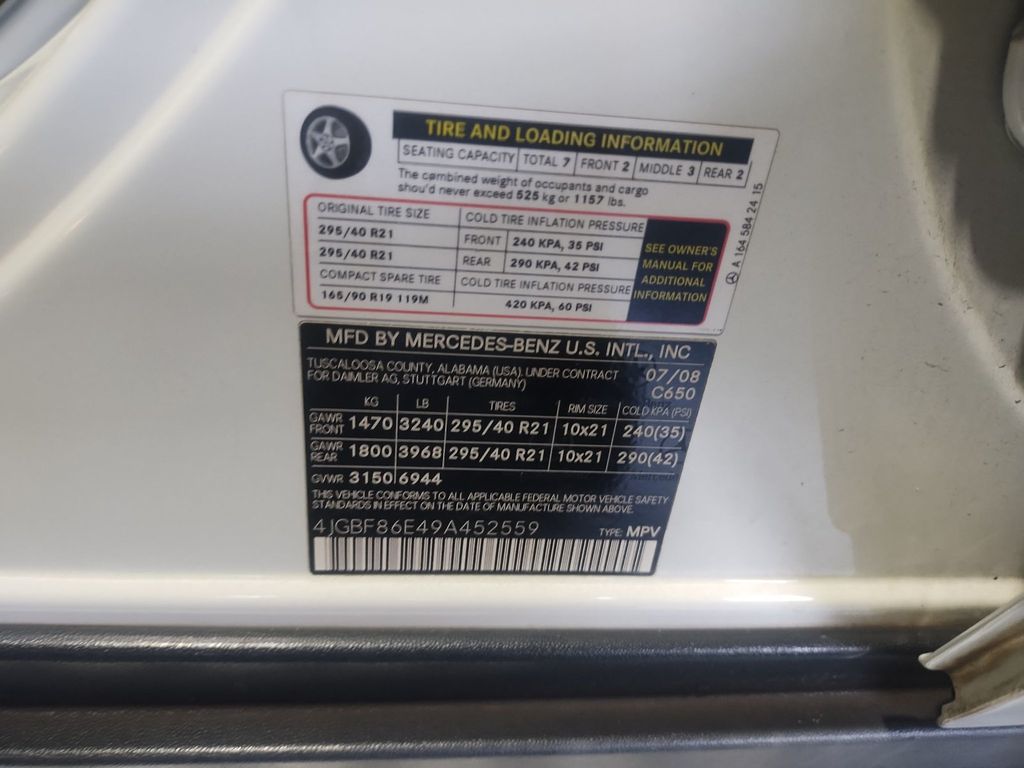 TIRE AND LOADING INFORMATION
SEATING CAPACITY TOTAL 7 FRONT 2 MIDDLE 3 REAR 2
The combined weight of occupants and cargo
should never exceed 525 kg or 1157 lbs.
ORIGINAL TIRE SIZE COLD TIRE INFLATION PRESSURE
295/40 R21 FRONT 240 KPA, 35 PSI
295/40 R21 REAR 290 KPA, 42 PSI
COMPACT SPARE TIRE COLD TIRE INFLATION PRESSURE
165/90 R19 119M 420 KPA, 60 PSI
SEE OWNER'S
MANUAL FOR
ADDITIONAL
INFORMATION
A 164 584 24 15
MFD BY MERCEDES-BENZ U.S. INTL., INC
TUSCALOOSA COUNTY, ALABAMA (USA), UNDER CONTRACT 07/08
FOR DAIMLER AG, STUTTGART (GERMANY) C650
KG LB TIRES RIM SIZE COLD KPA (PSI)
GAWR FRONT 1470 3240 295/40 R21 10x21 240(35)
GAWR REAR 1800 3968 295/40 R21 10x21 290(42)
GVWR 3150 6944
THIS VEHICLE CONFORMS TO ALL APPLICABLE FEDERAL MOTOR VEHICLE SAFETY
STANDARDS IN EFFECT ON THE DATE OF MANUFACTURE SHOWN ABOVE.
4JGBF86E49A452559 TYPE: MPV